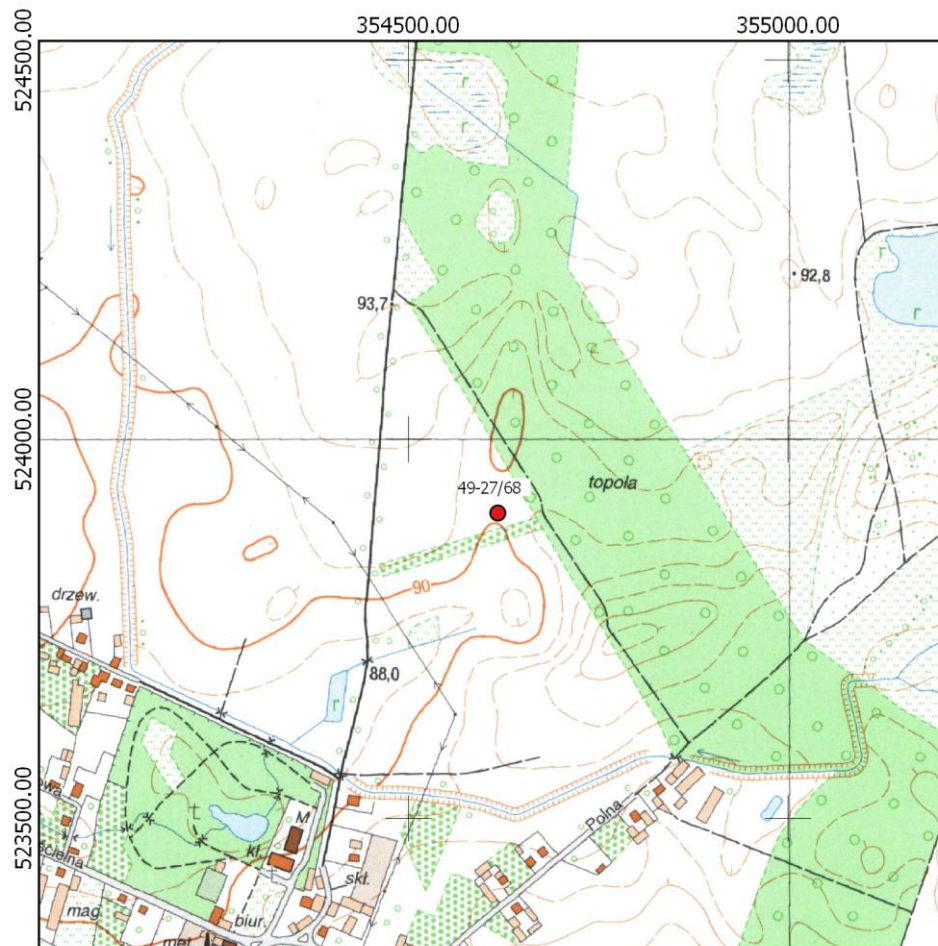 354500.00
355000.00
524500.00
524000.00
523500.00
r
r
r
r
93,7
92,8
topola
49-27/68
90
drzew.
88,0
r
Polna
M
kł.
skł.
mag.
biur.
met.